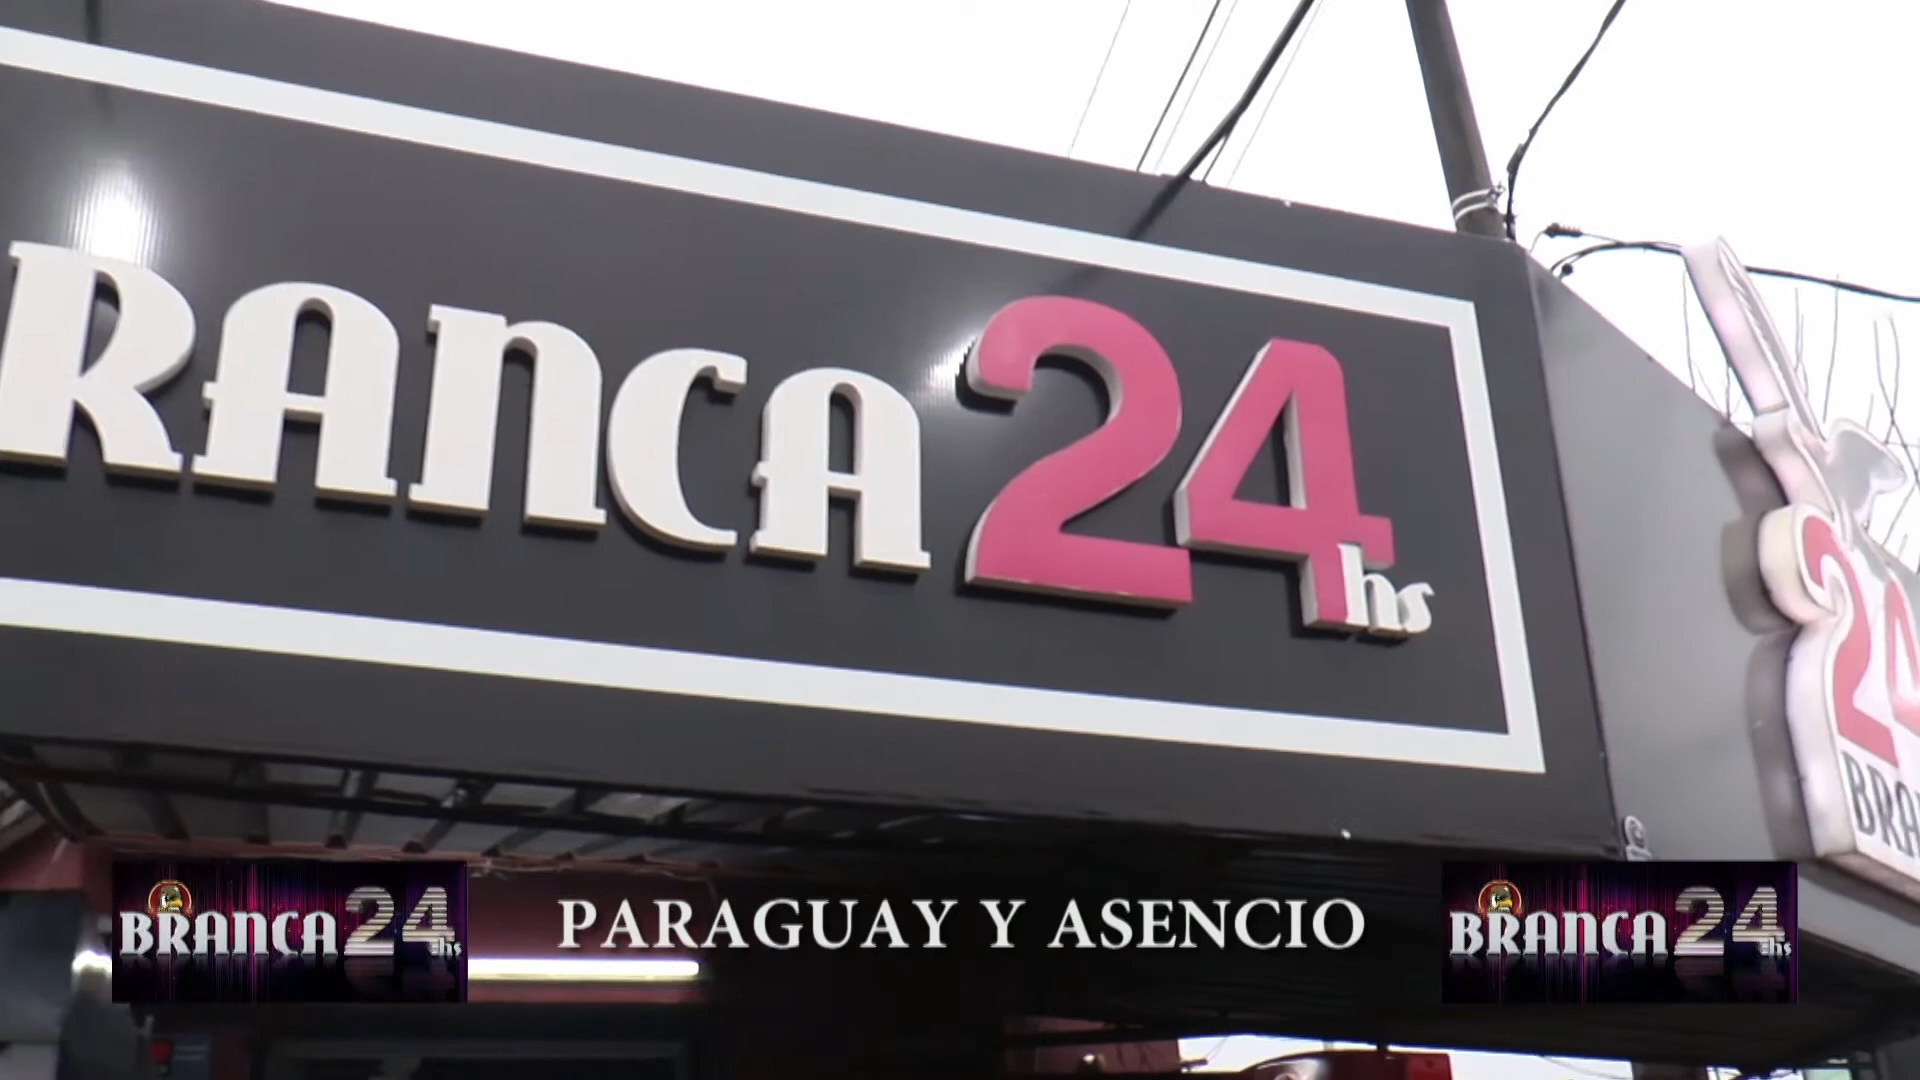 RANCA 24 hs
24
BRA
BRANCA 24 hs
PARAGUAY Y ASENCIO
BRANCA 24 hs